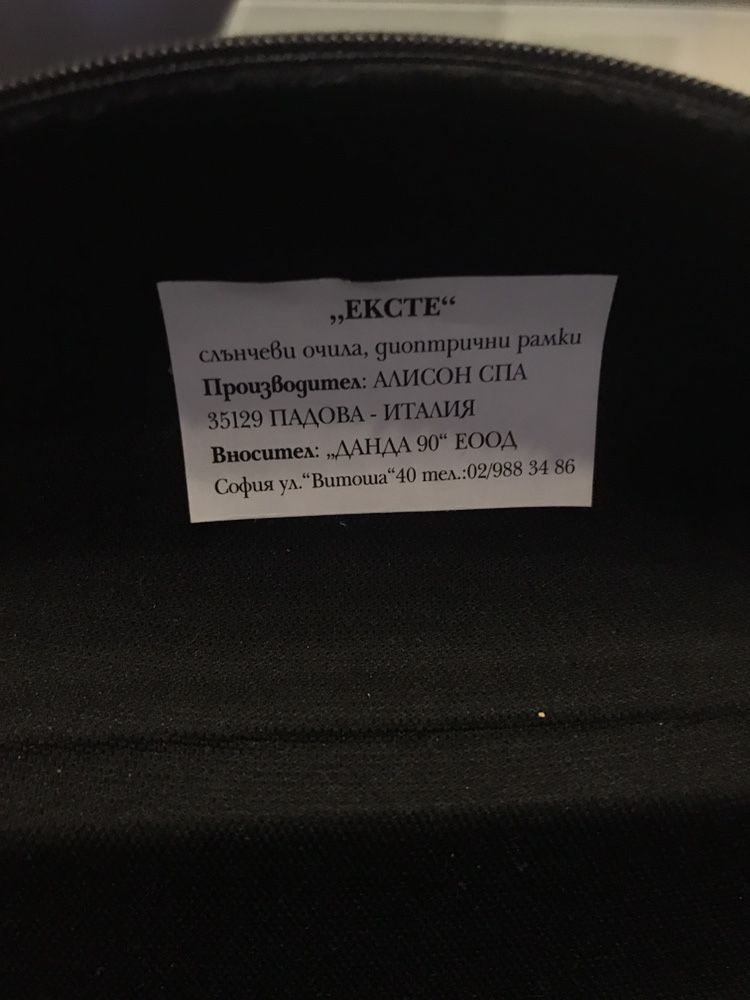 „ЕКСТЕ“
слънчеви очила, диоптрични рамки
Производител: АЛИСОН СПА
35129 ПАДОВА - ИТАЛИЯ
Вносител: „ДАНДА 90“ ЕООД
София ул.“Витоша“40 тел.:02/988 34 86